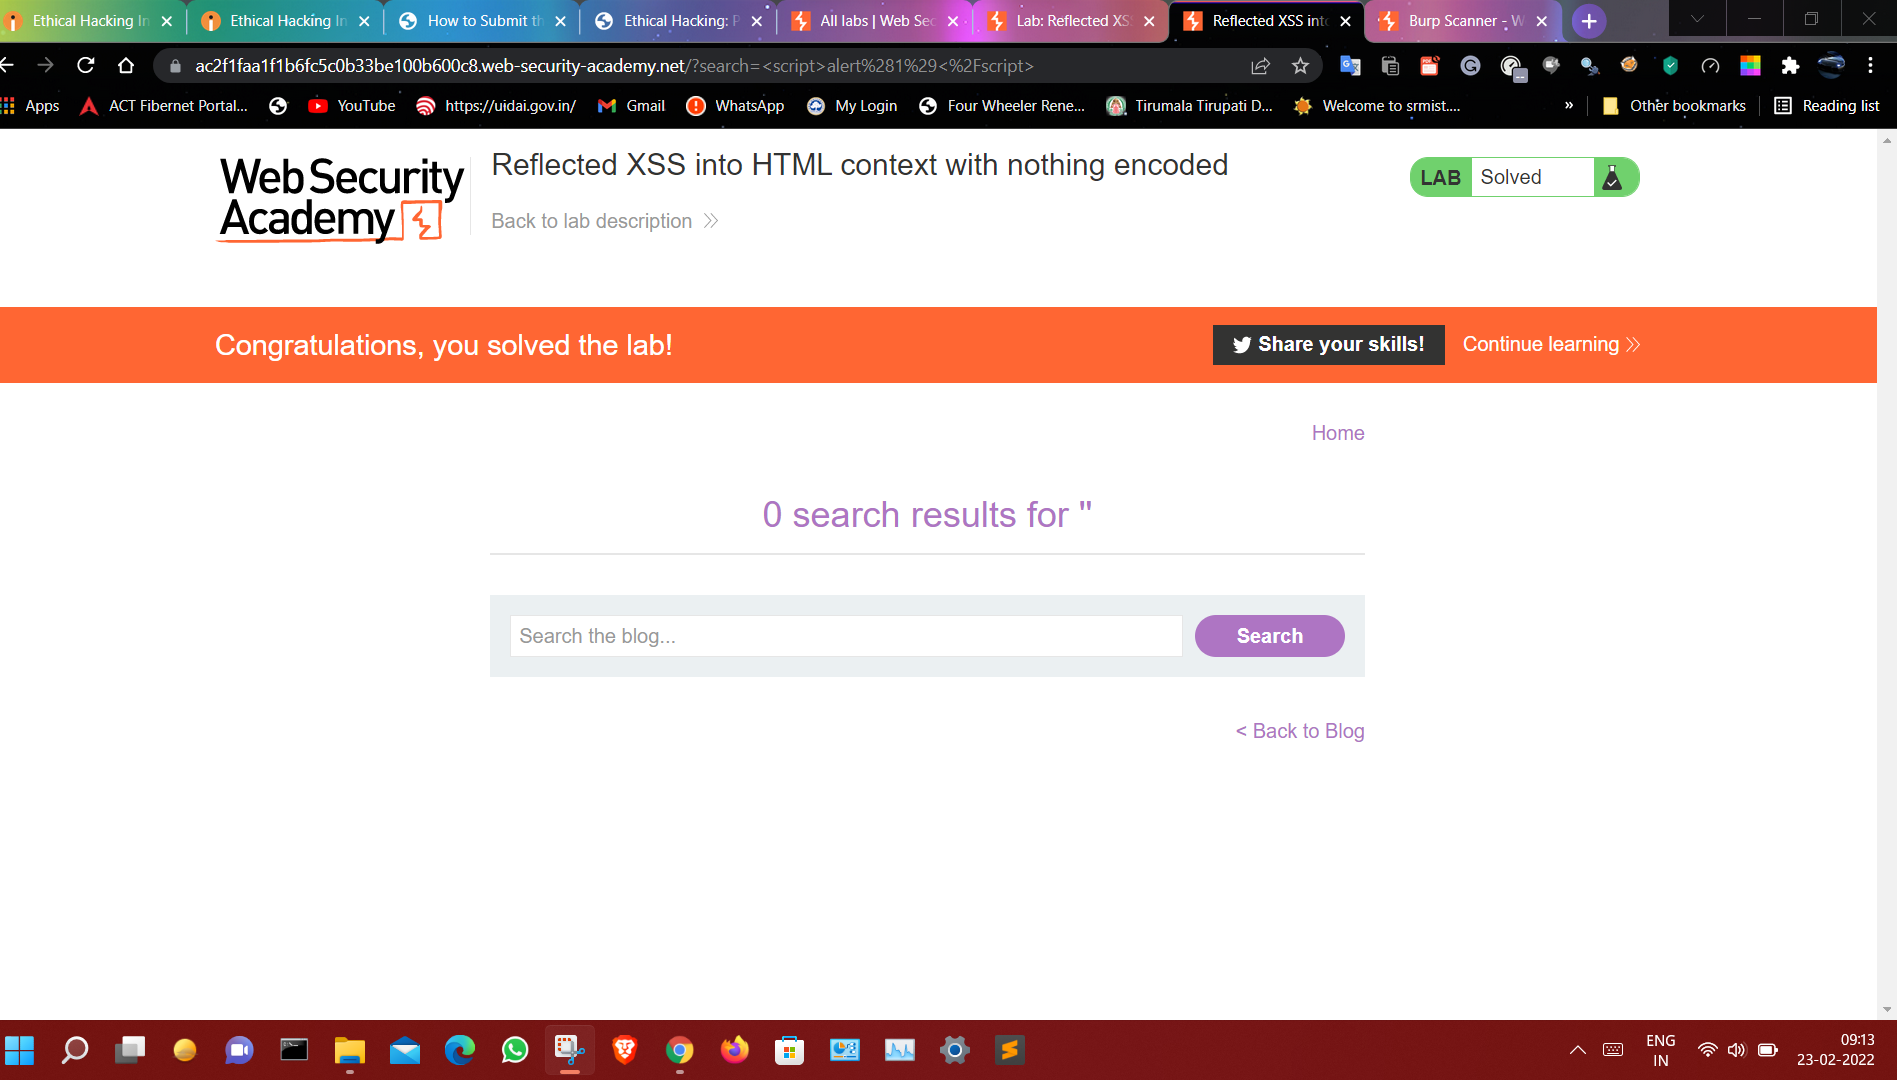 Ethical Hacking In
Ethical Hacking In
How to Submit th
Ethical Hacking: P
All labs | Web Sec
Lab: Reflected XS
Reflected XSS into
Burp Scanner - W
ac2f1faa1f1b6fc5c0b33be100b600c8.web-security-academy.net/?search=<script>alert%281%29<%2Fscript>
Apps
ACT Fibernet Portal...
YouTube
https://uidai.gov.in/
Gmail
WhatsApp
My Login
Four Wheeler Rene...
Tirumala Tirupati D...
Welcome to srmist....
»
Other bookmarks
Reading list
Web Security
Academy
Reflected XSS into HTML context with nothing encoded
Back to lab description
LAB Solved
Congratulations, you solved the lab!
Share your skills!
Continue learning
Home
0 search results for ''
Search the blog...
Search
< Back to Blog
ENG
IN
09:13
23-02-2022